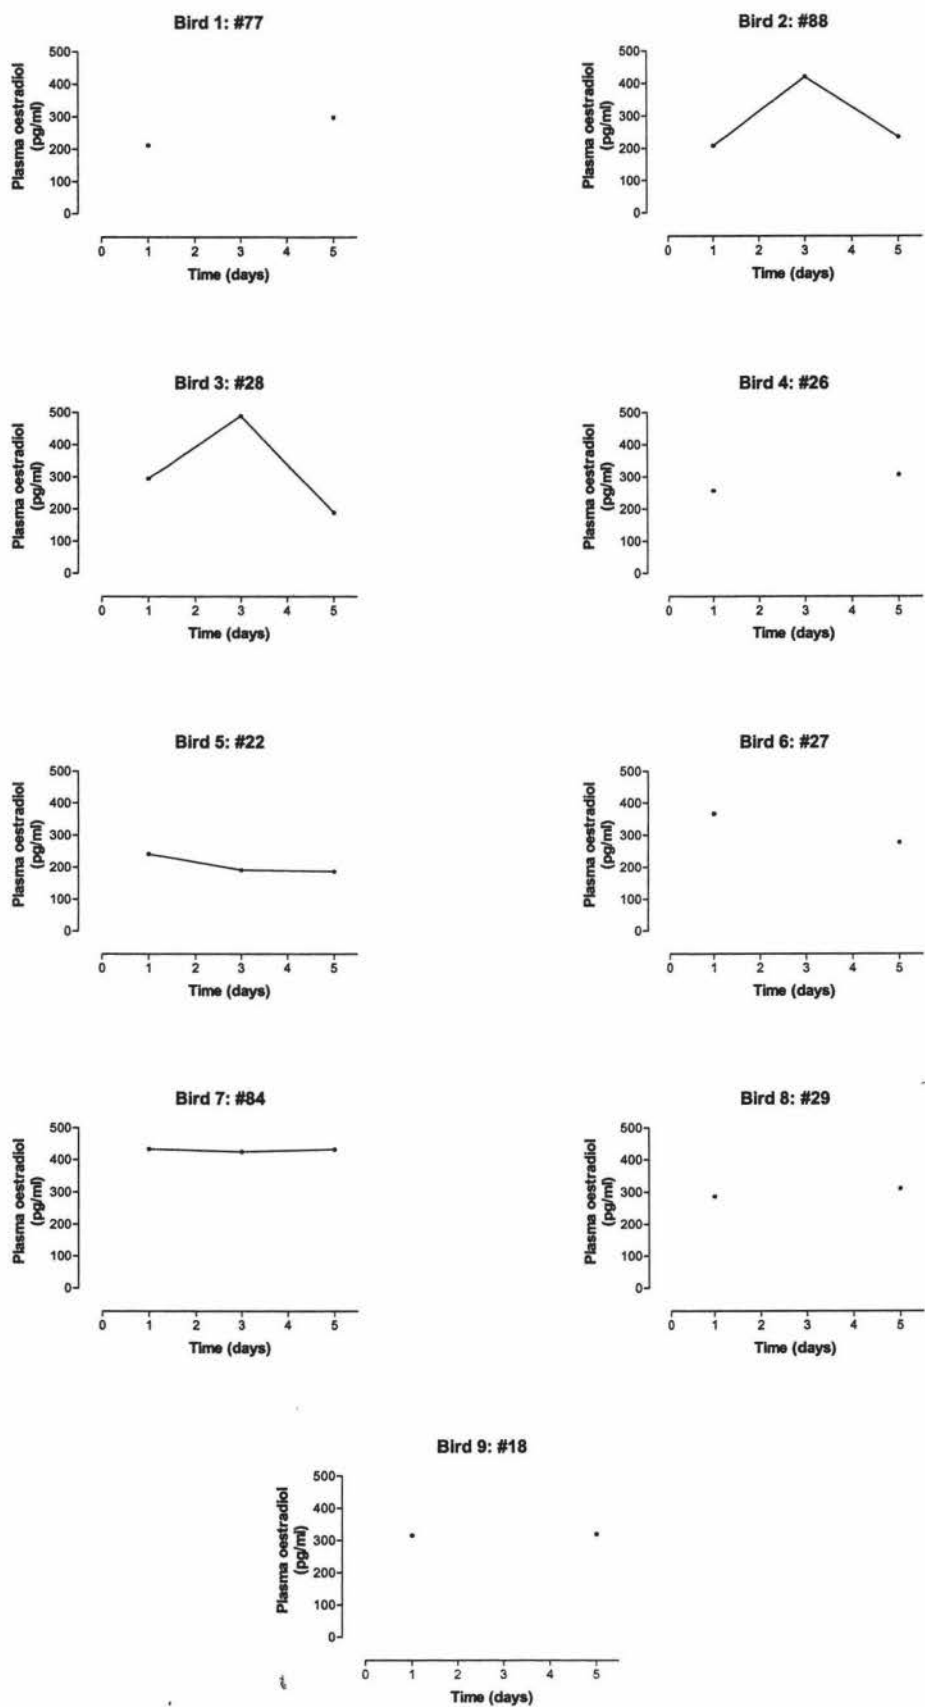 Bird 1: #77
Plasma oestradiol
(pg/ml)
500
400
300
200
100
0
0 1 2 3 4 5
Time (days)
Bird 2: #88
Plasma oestradiol
(pg/ml)
500
400
300
200
100
0
0 1 2 3 4 5
Time (days)
Bird 3: #28
Plasma oestradiol
(pg/ml)
500
400
300
200
100
0
0 1 2 3 4 5
Time (days)
Bird 4: #26
Plasma oestradiol
(pg/ml)
500
400
300
200
100
0
0 1 2 3 4 5
Time (days)
Bird 5: #22
Plasma oestradiol
(pg/ml)
500
400
300
200
100
0
0 1 2 3 4 5
Time (days)
Bird 6: #27
Plasma oestradiol
(pg/ml)
500
400
300
200
100
0
0 1 2 3 4 5
Time (days)
Bird 7: #84
Plasma oestradiol
(pg/ml)
500
400
300
200
100
0
0 1 2 3 4 5
Time (days)
Bird 8: #29
Plasma oestradiol
(pg/ml)
500
400
300
200
100
0
0 1 2 3 4 5
Time (days)
Bird 9: #18
Plasma oestradiol
(pg/ml)
500
400
300
200
100
0
0 1 2 3 4 5
Time (days)